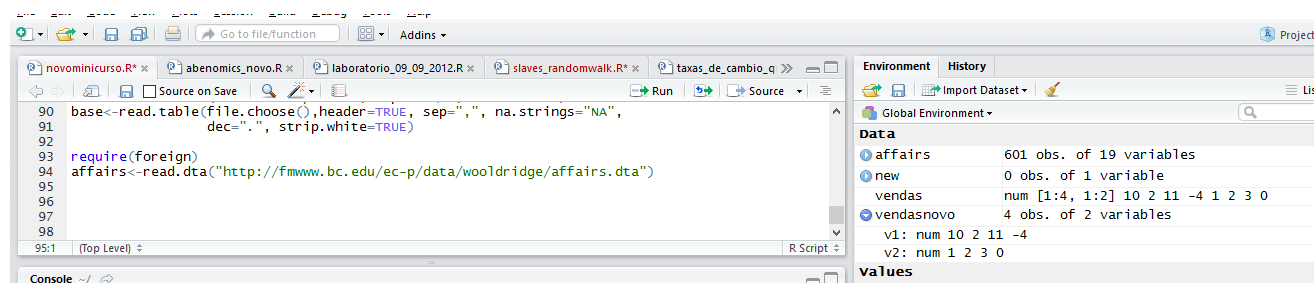 Go to file/function
Addins
Project
novominicurso.R*
abenomics_novo.R
laboratorio_09_09_2012.R
slaves_randomwalk.R*
taxas_de_cambio_q
Source on Save
Run
Source
90 base<-read.table(file.choose(),header=TRUE, sep=",", na.strings="NA",
91 dec=".", strip.white=TRUE)
92
93 require(foreign)
94 affairs<-read.dta("http://fmwww.bc.edu/ec-p/data/wooldridge/affairs.dta")
95
96
97
98
95:1 (Top Level) R Script
Console ~/
Environment History
Import Dataset
Lis
Global Environment
Data
affairs 601 obs. of 19 variables
new 0 obs. of 1 variable
vendas num [1:4, 1:2] 10 2 11 -4 1 2 3 0
vendasnovo 4 obs. of 2 variables
v1: num 10 2 11 -4
v2: num 1 2 3 0
Values